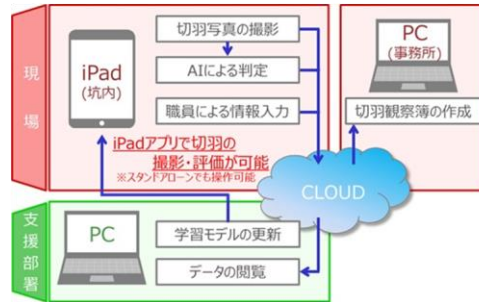 現場
iPad
(坑内)
切羽写真の撮影
AIによる判定
職員による情報入力
iPadアプリで切羽の
撮影・評価が可能
※スタンドアローンでも操作可能
PC
(事務所)
切羽観察簿の作成
CLOUD
支援部署
PC
学習モデルの更新
データの閲覧